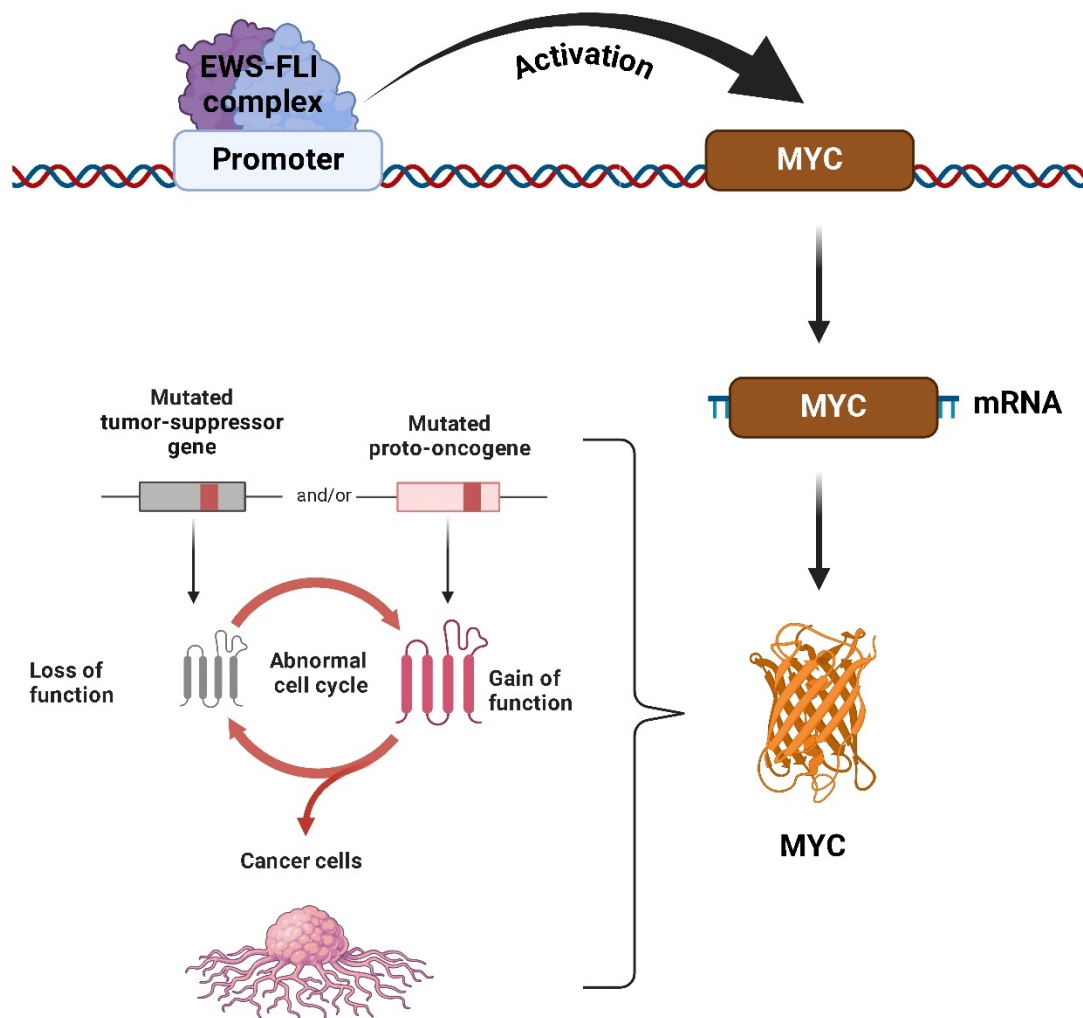 EWS-FLI
complex
Activation
Promoter
MYC
MYC
mRNA
Mutated
tumor-suppressor
gene
Mutated
proto-oncogene
and/or
Loss of
function
Abnormal
cell cycle
Gain of
function
Cancer cells
MYC